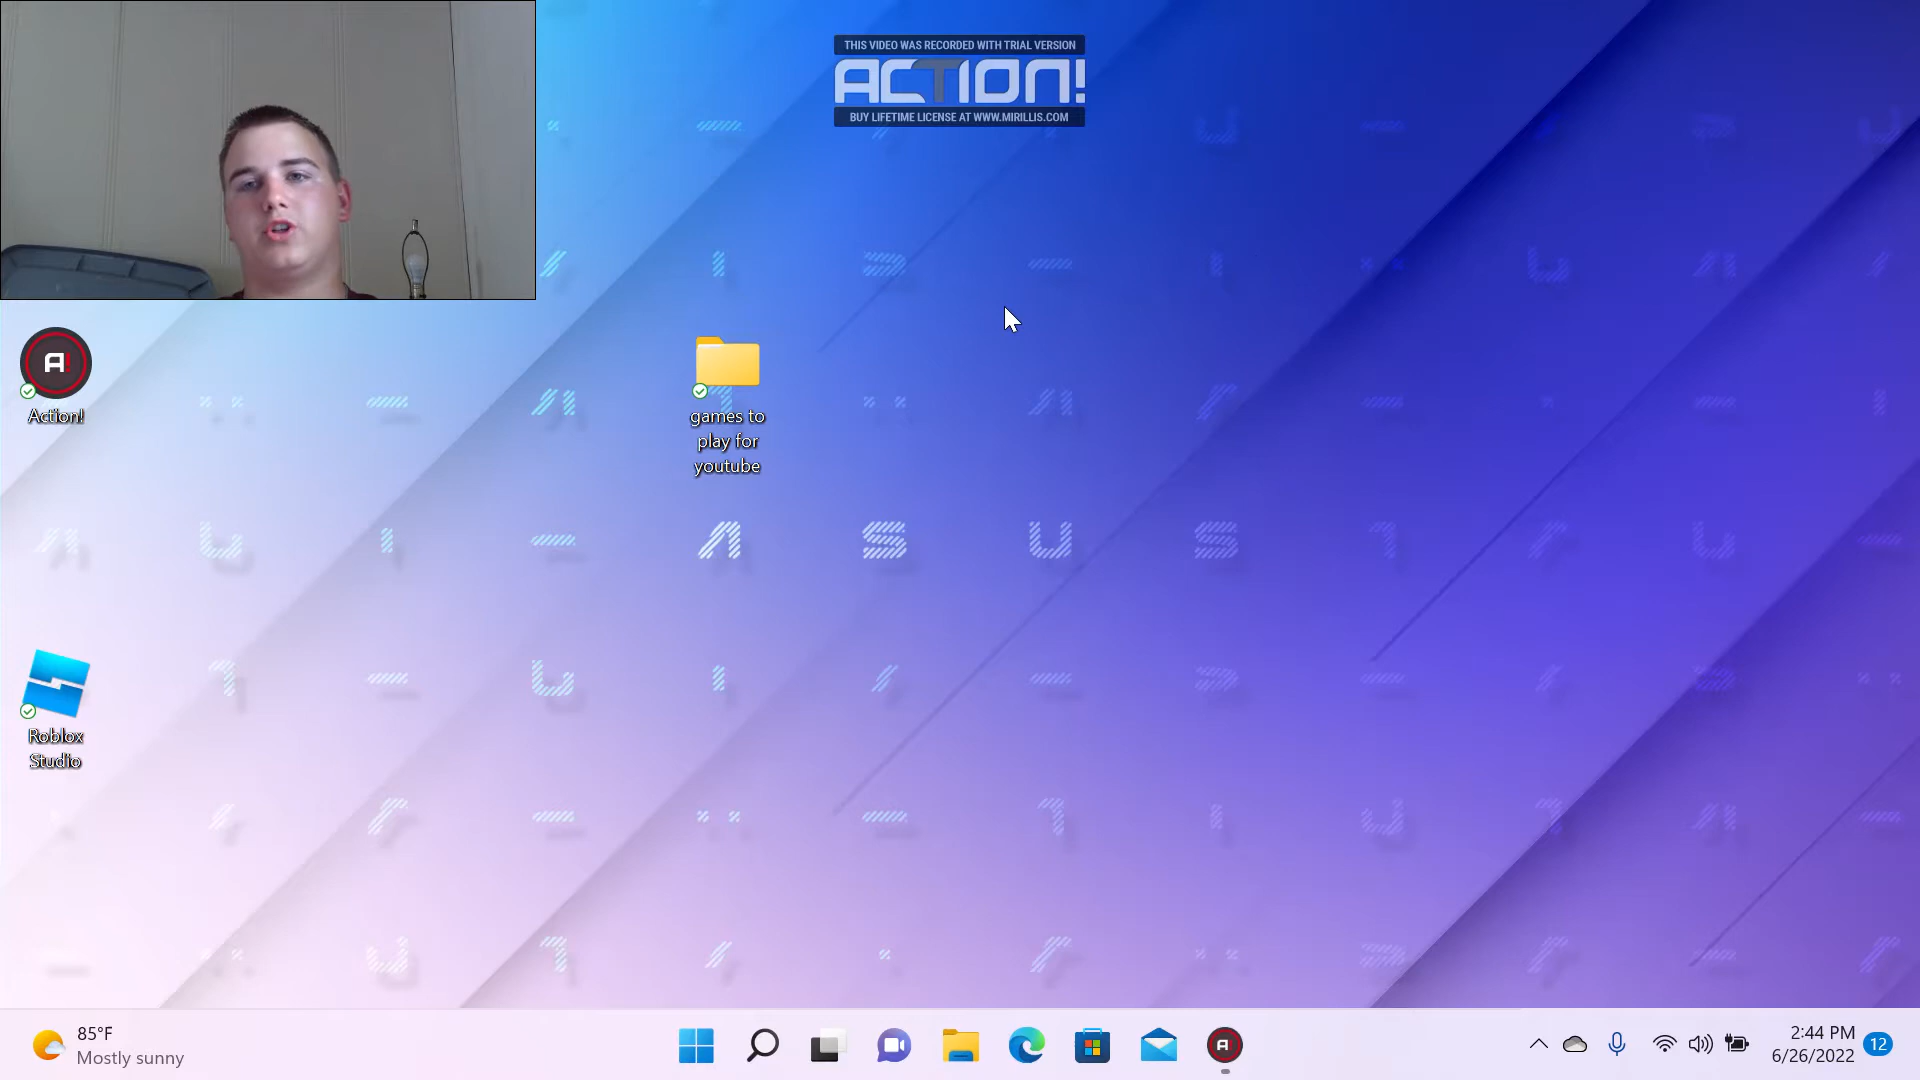 THIS VIDEO WAS RECORDED WITH TRIAL VERSION
ACTION!
BUY LIFETIME LICENSE AT WWW.MIRILLIS.COM
A!
Action!
games to
play for
youtube
ASUS
Roblox
Studio
85°F
Mostly sunny
A
2:44 PM
6/26/2022
12